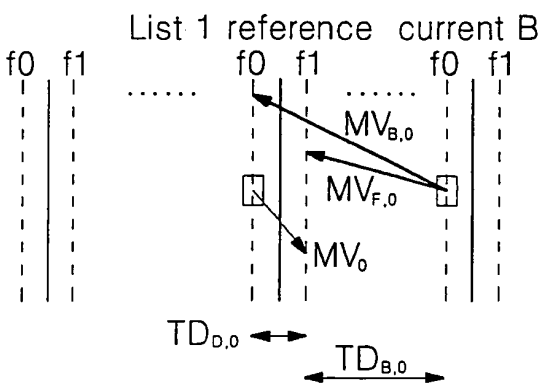 List 1 reference current B
f0 f1 f0 f1 f0 f1
...... ......
MV_B,0
MV_F,0
MV_0
TD_D,0
TD_B,0